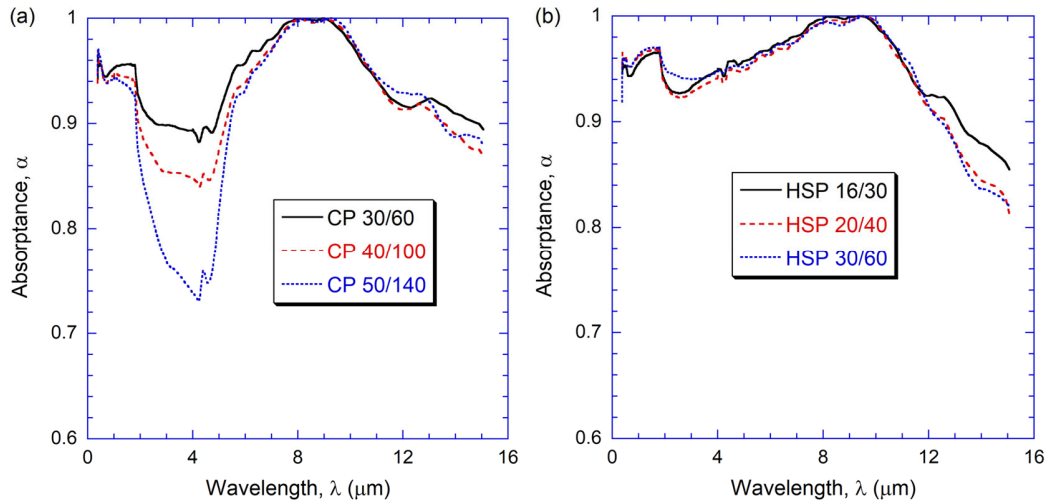 (a)
1
0.9
0.8
0.7
0.6
Absorptance, α
CP 30/60
CP 40/100
CP 50/140
0
4
8
12
16
Wavelength, λ (μm)
(b)
1
0.9
0.8
0.7
0.6
Absorptance, α
HSP 16/30
HSP 20/40
HSP 30/60
0
4
8
12
16
Wavelength, λ (μm)